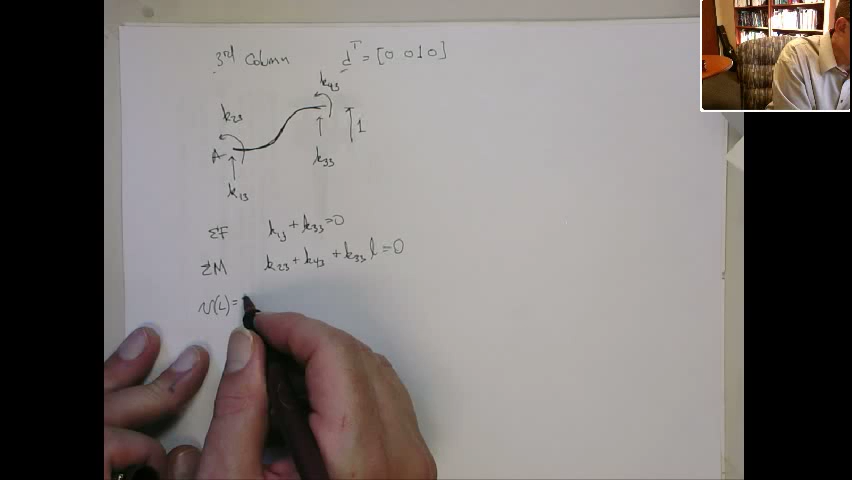 3rd Column dᵀ = [0 0 1 0]
k₄₃
k₂₃
1
A
k₃₃
k₁₃
ΣF k₁₃ + k₃₃ = 0
ΣM k₂₃ + k₄₃ + k₃₃ l = 0
v(L) =